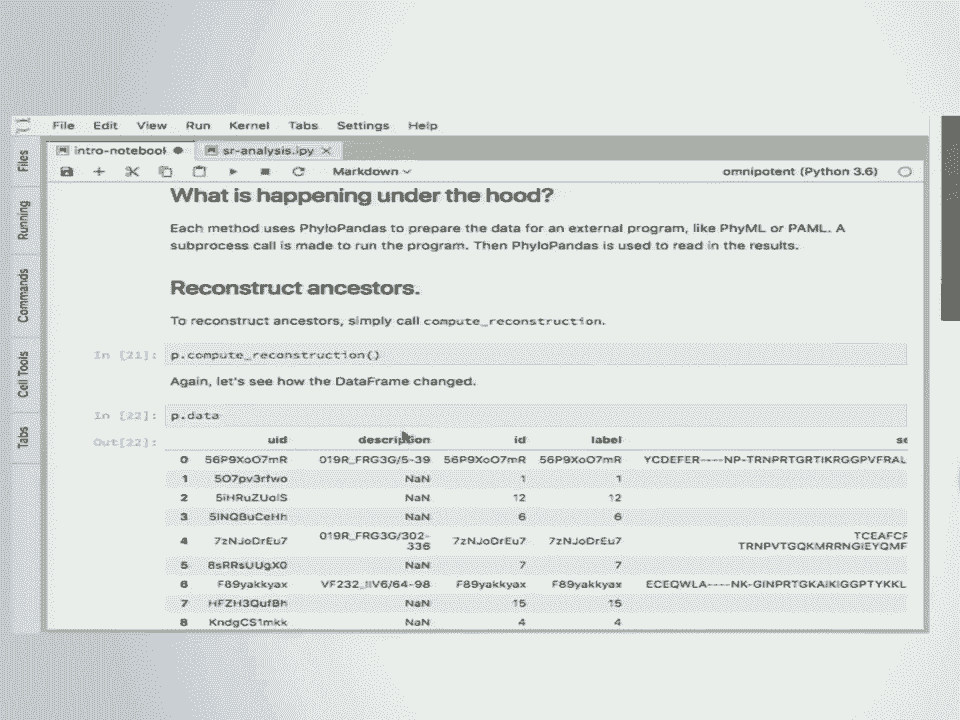 File Edit View Run Kernel Tabs Settings Help
intro-notebook sr-analysis.ipy
Markdown omnipotent (Python 3.6)
Files
Running
Commands
Cell Tools
Tabs
What is happening under the hood?
Each method uses PhyloPandas to prepare the data for an external program, like PhyML or PAML. A
subprocess call is made to run the program. Then PhyloPandas is used to read in the results.
Reconstruct ancestors.
To reconstruct ancestors, simply call compute_reconstruction.
In [21]: p.compute_reconstruction()
Again, let's see how the DataFrame changed.
In [22]: p.data
Out[22]: uid description id label se
0 56P9XoO7mR 019R_FRG3G/5-39 56P9XoO7mR 56P9XoO7mR YCDEFER----NP-TRNPRTGRTIKRGGPVFRAL
1 5O7pv3rfwo NaN 1 1
2 5iHRuZUoIS NaN 12 12
3 5INQBuCeHh NaN 6 6
4 7zNJoDrEu7 019R_FRG3G/302-336 7zNJoDrEu7 7zNJoDrEu7 TCEAFCF
TRNPVTGQKMRRNGIEYQMF
5 8sRRsUUgX0 NaN 7 7
6 F89yakkyax VF232_IIV6/64-98 F89yakkyax F89yakkyax ECEQWLA----NK-GINPRTGKAIKIGGPTYKKL
7 HFZH3QufBh NaN 15 15
8 KndgCS1mkk NaN 4 4